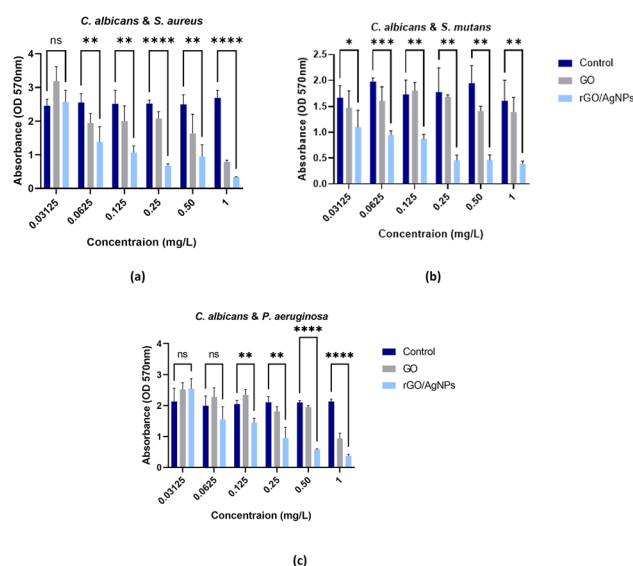 C. albicans & S. aureus
ns ** ** **** ** ****
Absorbance (OD 570nm)
4
3
2
1
0
0.03125 0.0625 0.125 0.25 0.50 1
Concentraion (mg/L)
(a)
C. albicans & S. mutans
* *** ** ** ** **
Absorbance (OD 570nm)
2.5
2.0
1.5
1.0
0.5
0.0
0.03125 0.0625 0.125 0.25 0.50 1
Concentraion (mg/L)
(b)
Control
GO
rGO/AgNPs
C. albicans & P. aeruginosa
ns ns ** ** **** ****
Absorbance (OD 570nm)
4
3
2
1
0
0.03125 0.0625 0.125 0.25 0.50 1
Concentraion (mg/L)
Control
GO
rGO/AgNPs
(c)